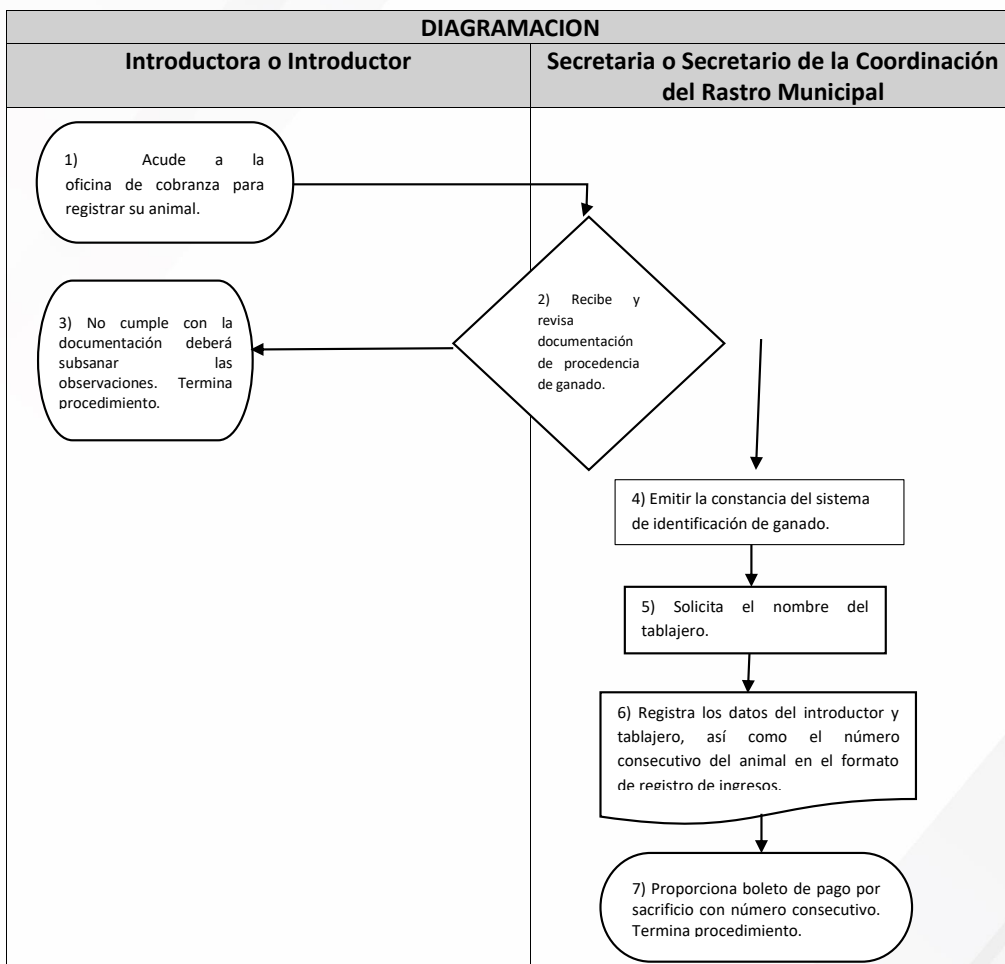 DIAGRAMACION
Introductora o Introductor
Secretaria o Secretario de la Coordinación
del Rastro Municipal
1) Acude a la
oficina de cobranza para
registrar su animal.
2) Recibe y
revisa
documentación
de procedencia
de ganado.
3) No cumple con la
documentación deberá
subsanar las
observaciones. Termina
procedimiento.
4) Emitir la constancia del sistema
de identificación de ganado.
5) Solicita el nombre del
tablajero.
6) Registra los datos del introductor y
tablajero, así como el número
consecutivo del animal en el formato
de registro de ingresos.
7) Proporciona boleto de pago por
sacrificio con número consecutivo.
Termina procedimiento.